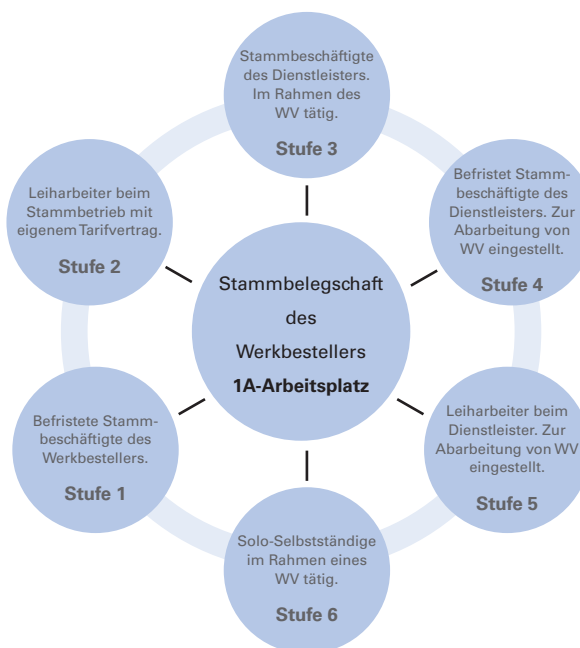 Stammbeschäftigte
des Dienstleisters.
Im Rahmen des
WV tätig.
Stufe 3
Leiharbeiter beim
Stammbetrieb mit
eigenem Tarifvertrag.
Stufe 2
Befristet Stamm-
beschäftigte des
Dienstleisters. Zur
Abarbeitung von
WV eingestellt.
Stufe 4
Stammbelegschaft
des
Werkbestellers
1A-Arbeitsplatz
Befristete Stamm-
beschäftigte des
Werkbestellers.
Stufe 1
Leiharbeiter beim
Dienstleister. Zur
Abarbeitung von WV
eingestellt.
Stufe 5
Solo-Selbstständige
im Rahmen eines
WV tätig.
Stufe 6